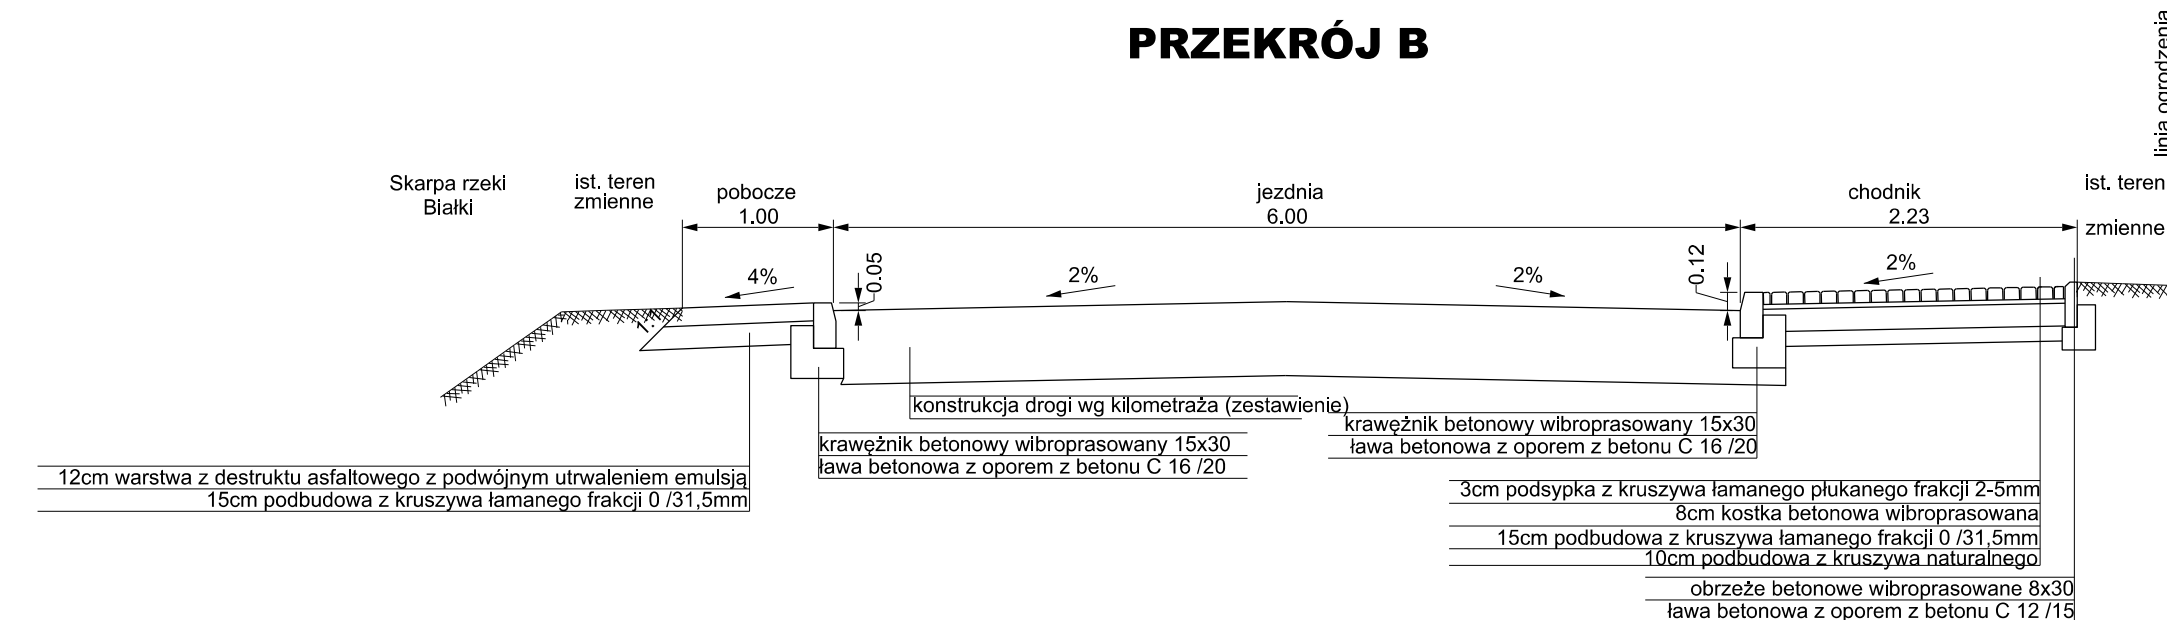 PRZEKRÓJ B
linia ogrodzenia
Skarpa rzeki
Białki
ist. teren
zmienne
pobocze
1.00
jezdnia
6.00
chodnik
2.23
ist. teren
zmienne
4%
0.05
2%
2%
0.12
2%
konstrukcja drogi wg kilometraża (zestawienie)
krawężnik betonowy wibroprasowany 15x30
ława betonowa z oporem z betonu C 16 /20
krawężnik betonowy wibroprasowany 15x30
ława betonowa z oporem z betonu C 16 /20
12cm warstwa z destruktu asfaltowego z podwójnym utrwaleniem emulsją
15cm podbudowa z kruszywa łamanego frakcji 0 /31,5mm
3cm podsypka z kruszywa łamanego płukanego frakcji 2-5mm
8cm kostka betonowa wibroprasowana
15cm podbudowa z kruszywa łamanego frakcji 0 /31,5mm
10cm podbudowa z kruszywa naturalnego
obrzeże betonowe wibroprasowane 8x30
ława betonowa z oporem z betonu C 12 /15